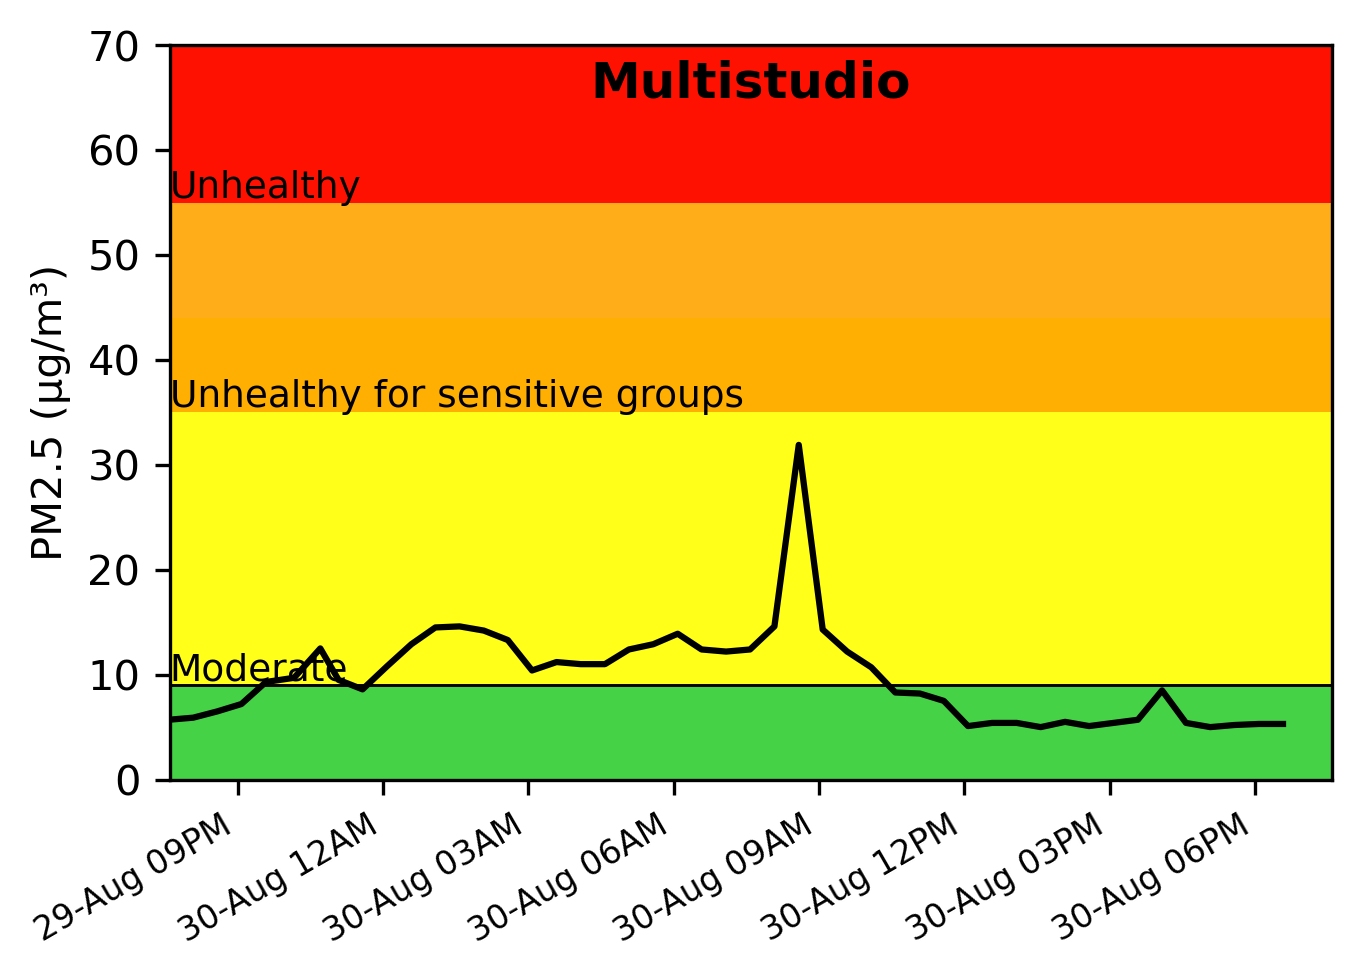 Multistudio
70
60
50
40
30
20
10
0
PM2.5 (µg/m³)
Unhealthy
Unhealthy for sensitive groups
Moderate
29-Aug 09PM
30-Aug 12AM
30-Aug 03AM
30-Aug 06AM
30-Aug 09AM
30-Aug 12PM
30-Aug 03PM
30-Aug 06PM